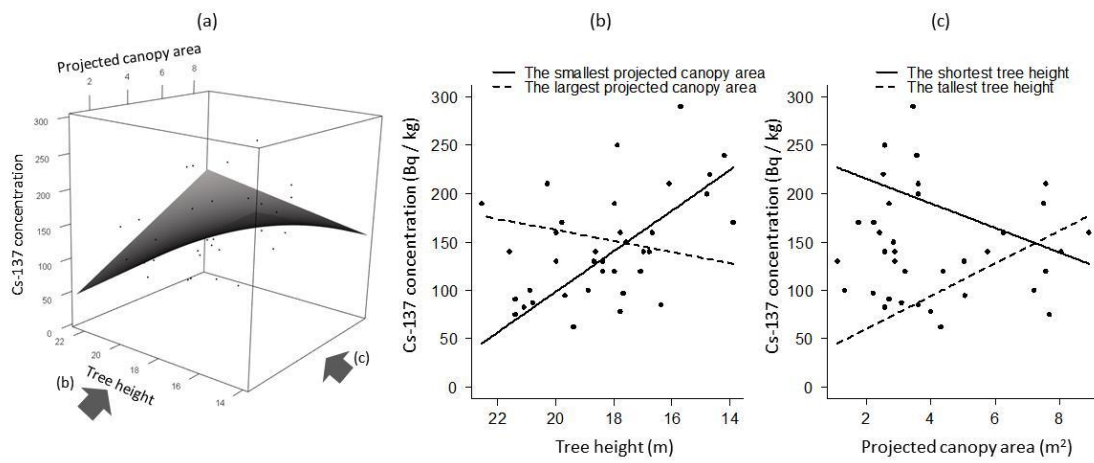 (a)
Projected canopy area
2 4 6 8
Cs-137 concentration
300
250
200
150
100
50
0
22 20 18 16 14
Tree height
(b)
(c)
(b)
The smallest projected canopy area
The largest projected canopy area
Cs-137 concentration (Bq / kg)
300
250
200
150
100
50
0
22 20 18 16 14
Tree height (m)
(c)
The shortest tree height
The tallest tree height
Cs-137 concentration (Bq / kg)
300
250
200
150
100
50
0
2 4 6 8
Projected canopy area (m²)